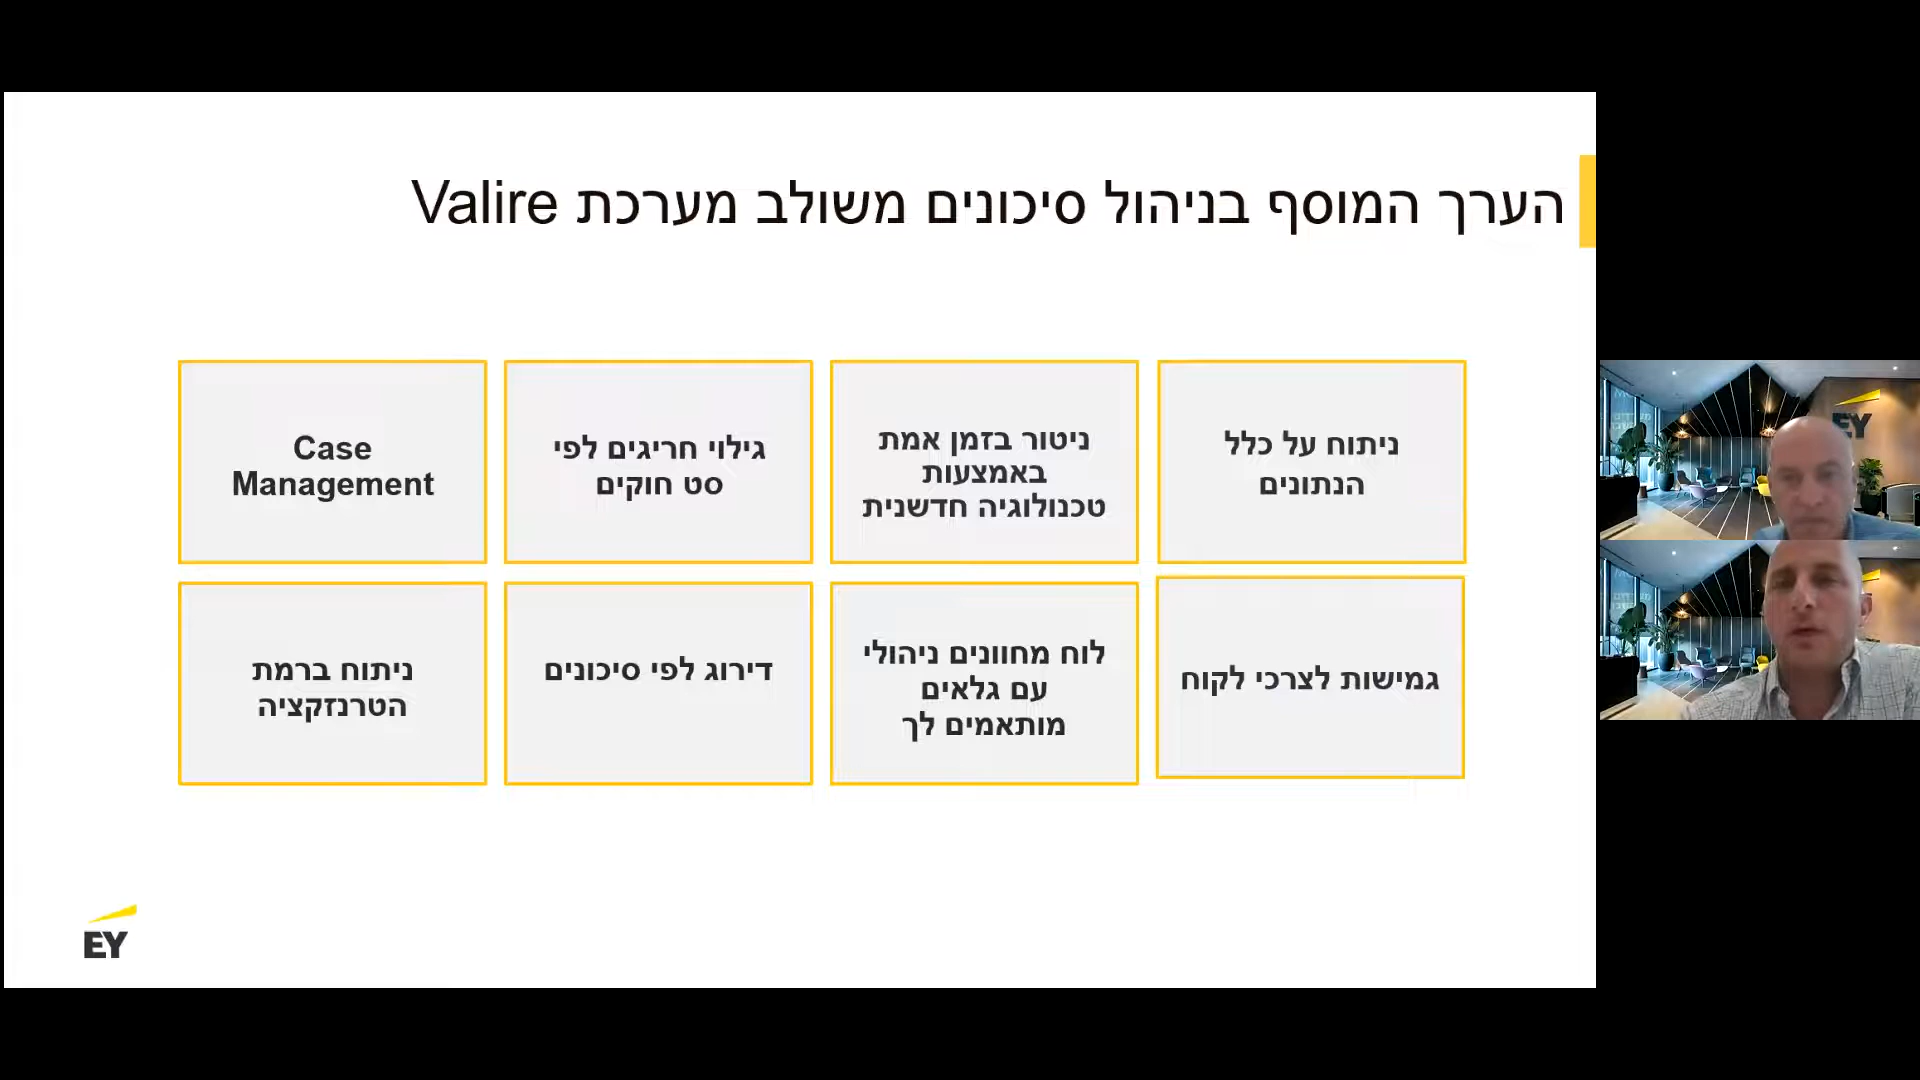 הערך המוסף בניהול סיכונים משולב מערכת Valire
ניתוח על כלל
הנתונים
ניטור בזמן אמת
באמצעות
טכנולוגיה חדשנית
גילוי חריגים לפי
סט חוקים
Case
Management
גמישות לצרכי לקוח
לוח מחוונים ניהולי
עם גלאים
מותאמים לך
דירוג לפי סיכונים
ניתוח ברמת
הטרנזקציה
EY
EY